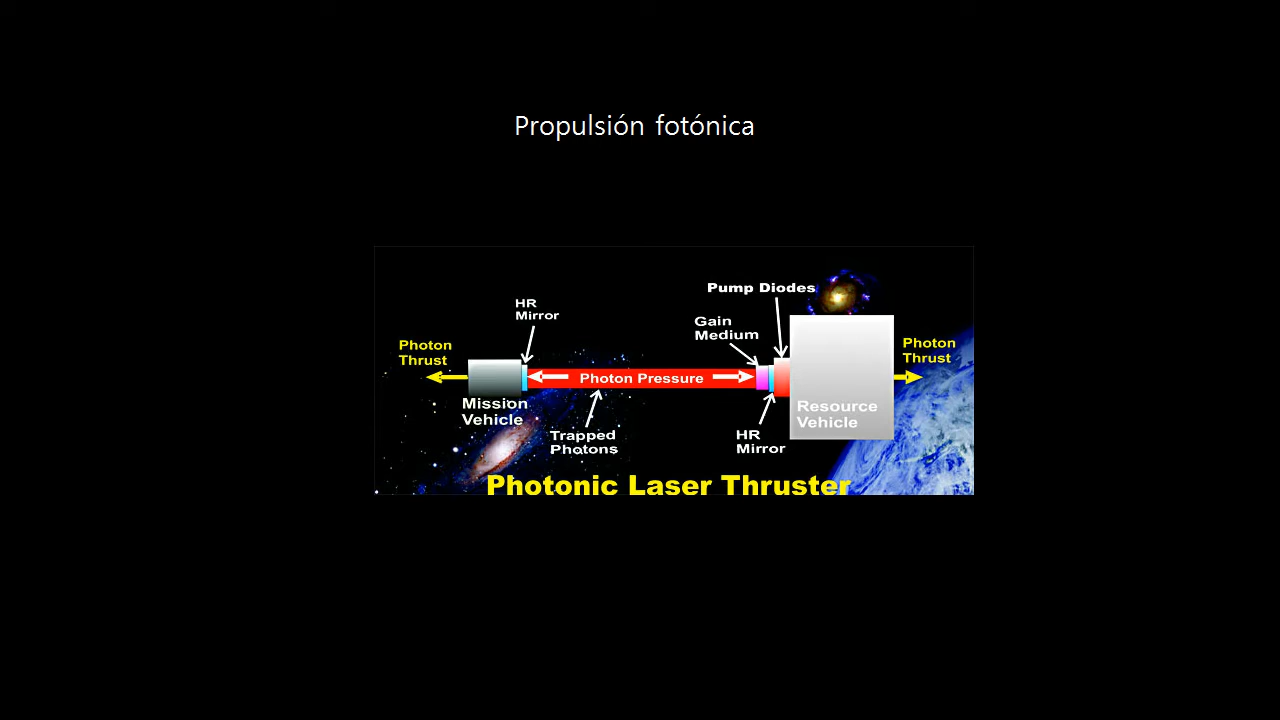 Propulsión fotónica
Pump Diodes
HR
Mirror
Gain
Medium
Photon
Thrust
Photon
Thrust
Photon Pressure
Mission
Vehicle
Resource
Vehicle
Trapped
Photons
HR
Mirror
Photonic Laser Thruster